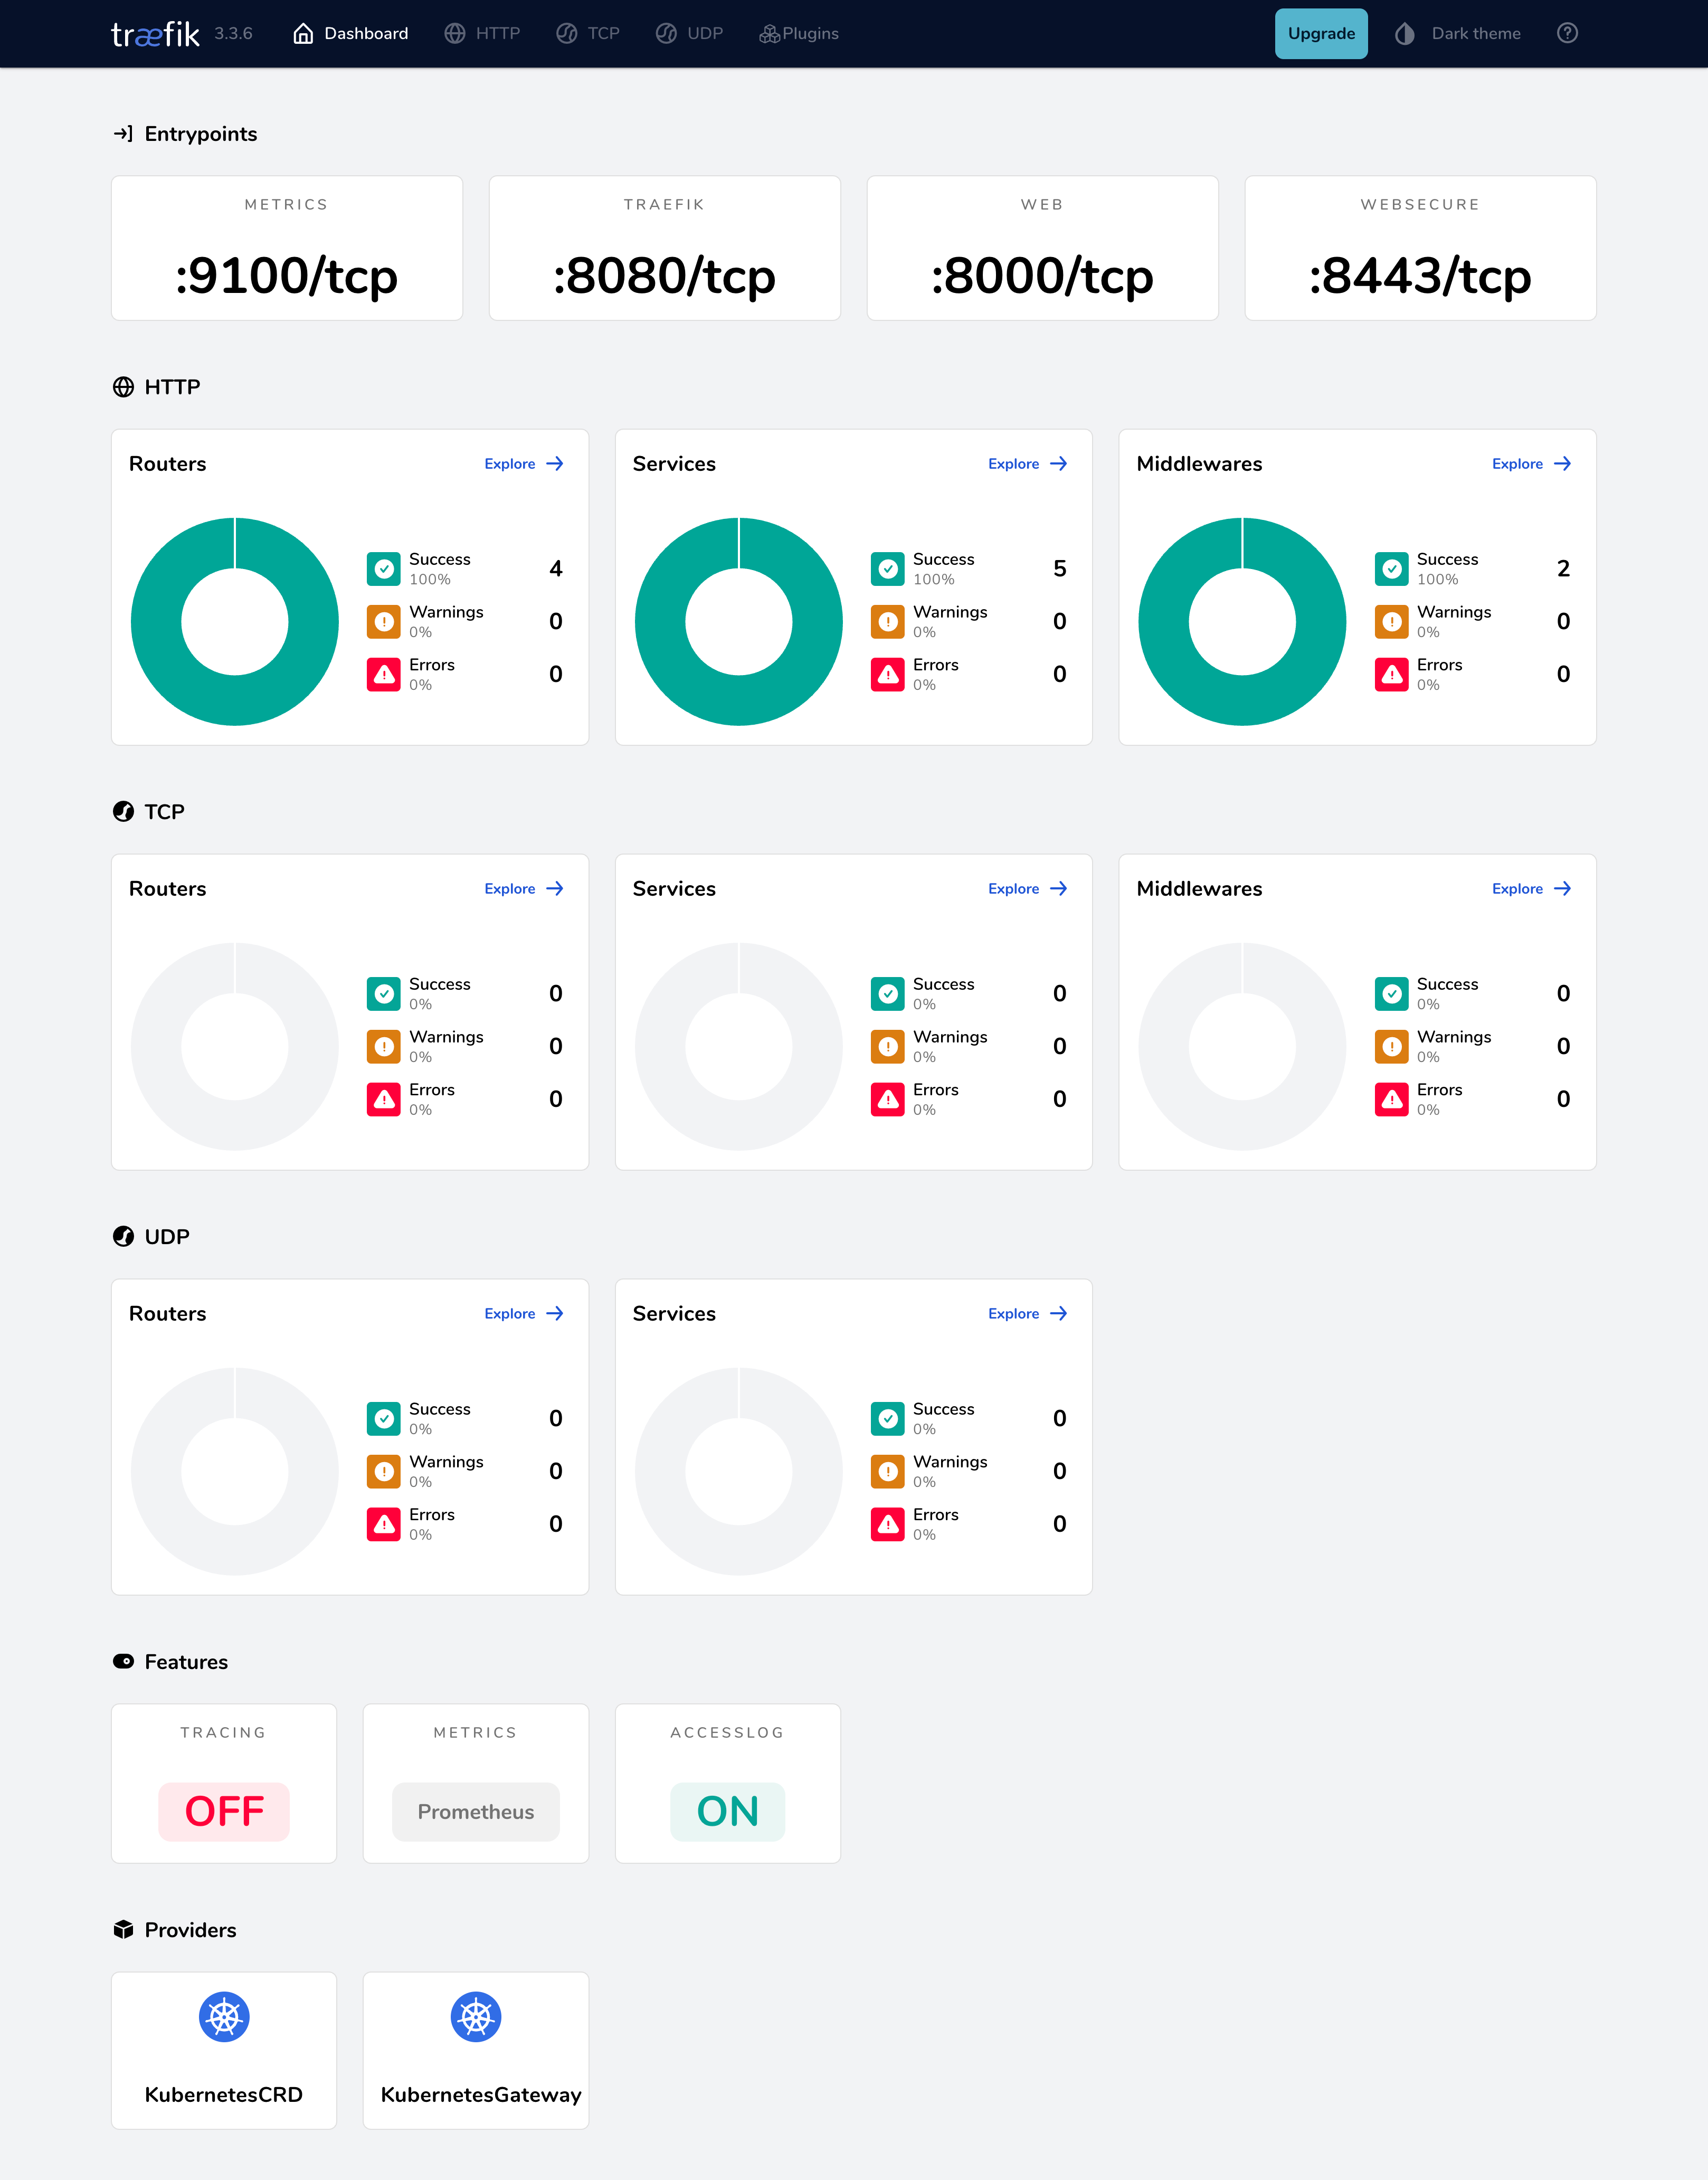 træfik 3.3.6 Dashboard HTTP TCP UDP Plugins Upgrade Dark theme
Entrypoints
METRICS TRAEFIK WEB WEBSECURE
:9100/tcp :8080/tcp :8000/tcp :8443/tcp
HTTP
Routers Explore Services Explore Middlewares Explore
Success 4 Success 5 Success 2
100% 100% 100%
Warnings 0 Warnings 0 Warnings 0
0% 0% 0%
Errors 0 Errors 0 Errors 0
0% 0% 0%
TCP
Routers Explore Services Explore Middlewares Explore
Success 0 Success 0 Success 0
0% 0% 0%
Warnings 0 Warnings 0 Warnings 0
0% 0% 0%
Errors 0 Errors 0 Errors 0
0% 0% 0%
UDP
Routers Explore Services Explore
Success 0 Success 0
0% 0%
Warnings 0 Warnings 0
0% 0%
Errors 0 Errors 0
0% 0%
Features
TRACING METRICS ACCESSLOG
OFF Prometheus ON
Providers
KubernetesCRD KubernetesGateway